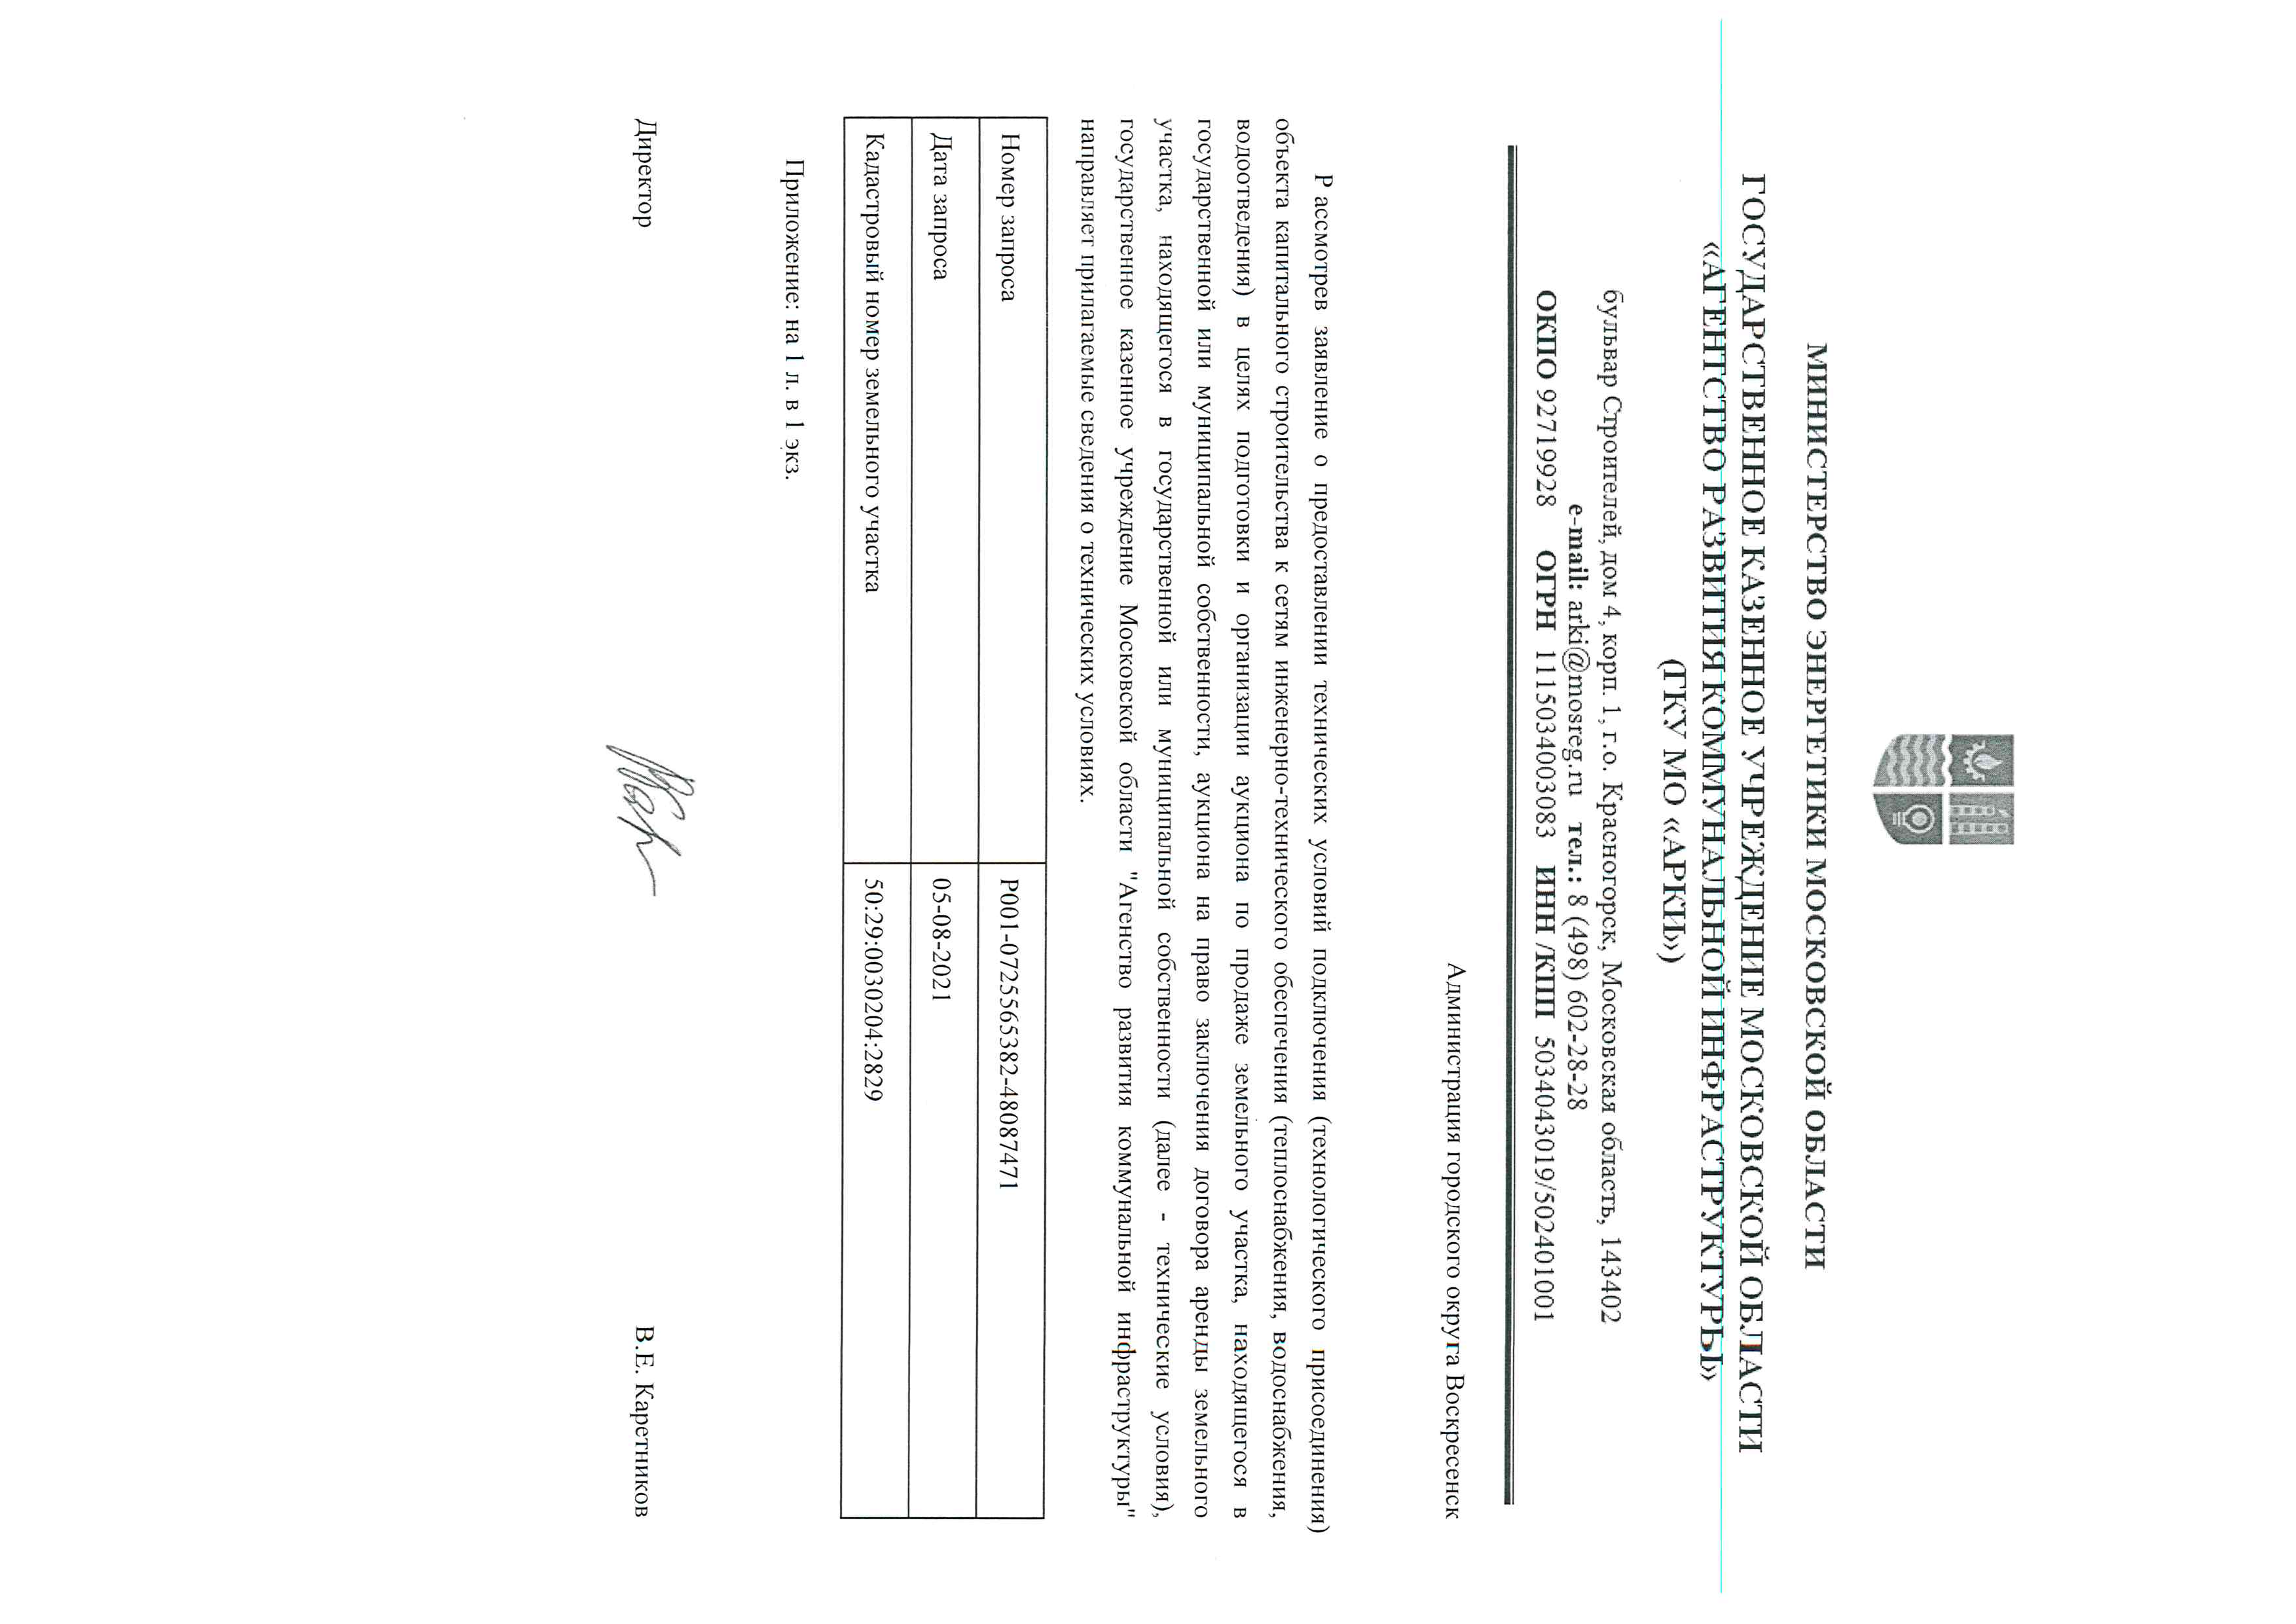 МИНИСТЕРСТВО ЭНЕРГЕТИКИ МОСКОВСКОЙ ОБЛАСТИ
ГОСУДАРСТВЕННОЕ КАЗЕННОЕ УЧРЕЖДЕНИЕ МОСКОВСКОЙ ОБЛАСТИ
«АГЕНТСТВО РАЗВИТИЯ КОММУНАЛЬНОЙ ИНФРАСТРУКТУРЫ»
(ГКУ МО «АРКИ»)
бульвар Строителей, дом 4, корп. 1, г.о. Красногорск, Московская область, 143402
e-mail: arki@mosreg.ru тел.: 8 (498) 602-28-28
ОКПО 92719928 ОГРН 1115034003083 ИНН /КПП 5034043019/502401001
Администрация городского округа Воскресенск
Рассмотрев заявление о предоставлении технических условий подключения (технологического присоединения)
объекта капитального строительства к сетям инженерно-технического обеспечения (теплоснабжения, водоснабжения,
водоотведения) в целях подготовки и организации аукциона по продаже земельного участка, находящегося в
государственной или муниципальной собственности, аукциона на право заключения договора аренды земельного
участка, находящегося в государственной или муниципальной собственности (далее - технические условия),
государственное казенное учреждение Московской области "Агенство развития коммунальной инфраструктуры"
направляет прилагаемые сведения о технических условиях.
Номер запроса P001-0725565382-48087471
Дата запроса 05-08-2021
Кадастровый номер земельного участка 50:29:0030204:2829
Приложение: на 1 л. в 1 экз.
Директор В.Е. Каретников